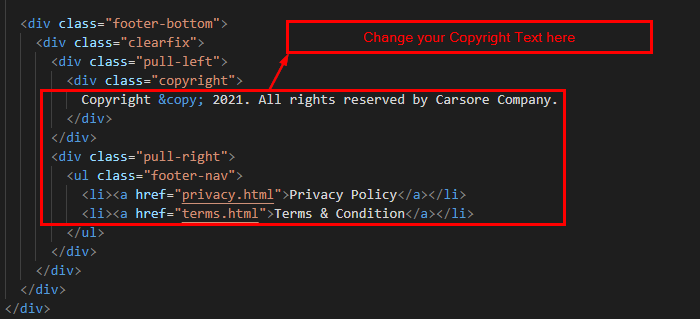 <div class="footer-bottom">
<div class="clearfix">
Change your Copyright Text here
<div class="pull-left">
<div class="copyright">
Copyright &copy; 2021. All rights reserved by Carsore Company.
</div>
</div>
<div class="pull-right">
<ul class="footer-nav">
<li><a href="privacy.html">Privacy Policy</a></li>
<li><a href="terms.html">Terms & Condition</a></li>
</ul>
</div>
</div>
</div>
</div>